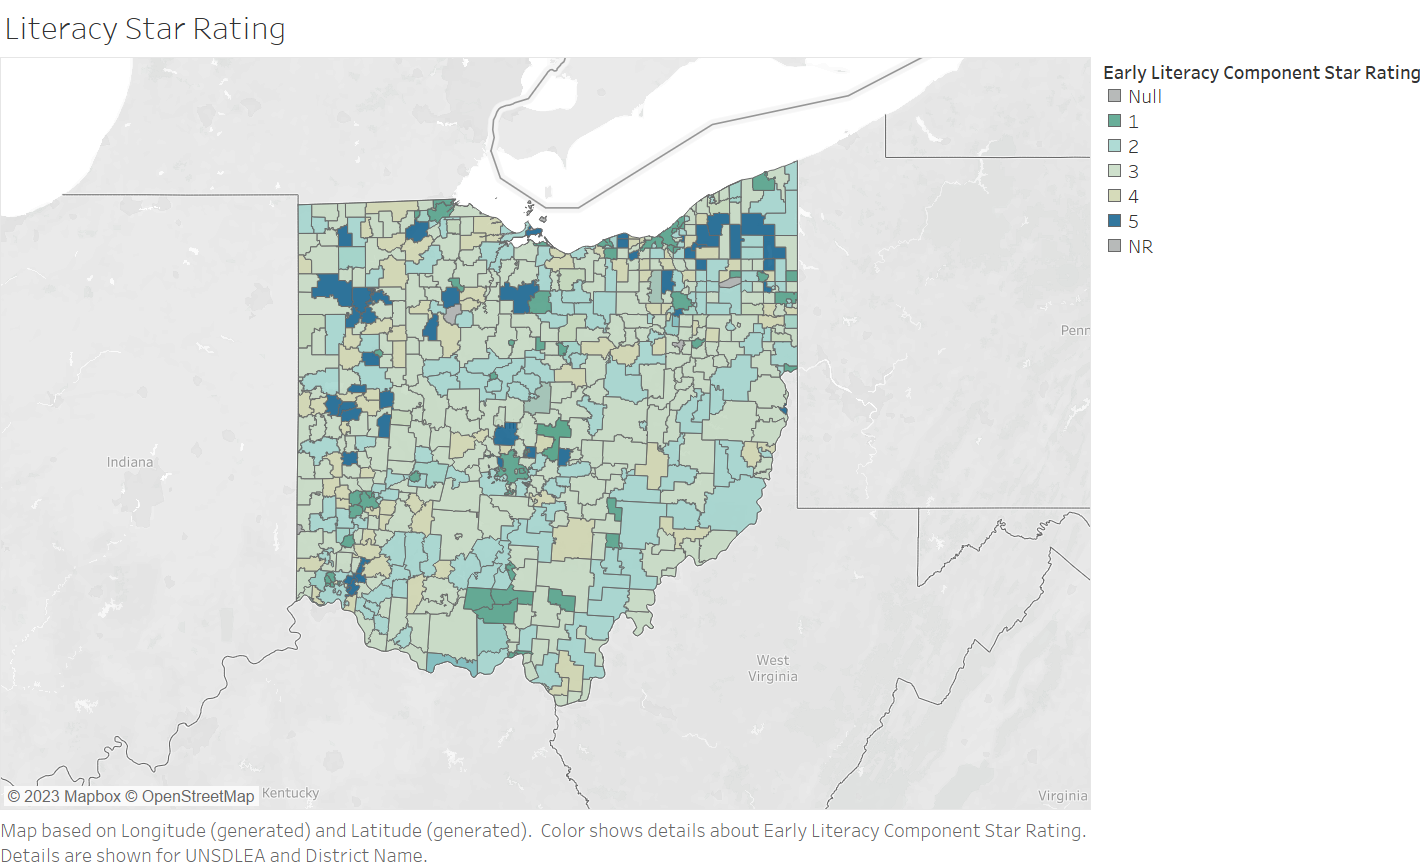 Literacy Star Rating
Early Literacy Component Star Rating
Null
1
2
3
4
5
NR
Penn
Indiana
West
Virginia
Kentucky
Virginia
© 2023 Mapbox © OpenStreetMap
Map based on Longitude (generated) and Latitude (generated). Color shows details about Early Literacy Component Star Rating.
Details are shown for UNSDLEA and District Name.